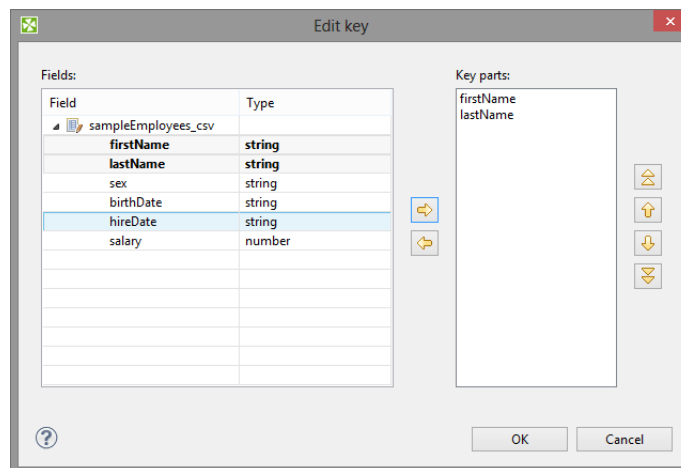 Edit key
Fields:
Key parts:
Field Type
sampleEmployees_csv
firstName string
lastName string
sex string
birthDate string
hireDate string
salary number
firstName
lastName
OK Cancel